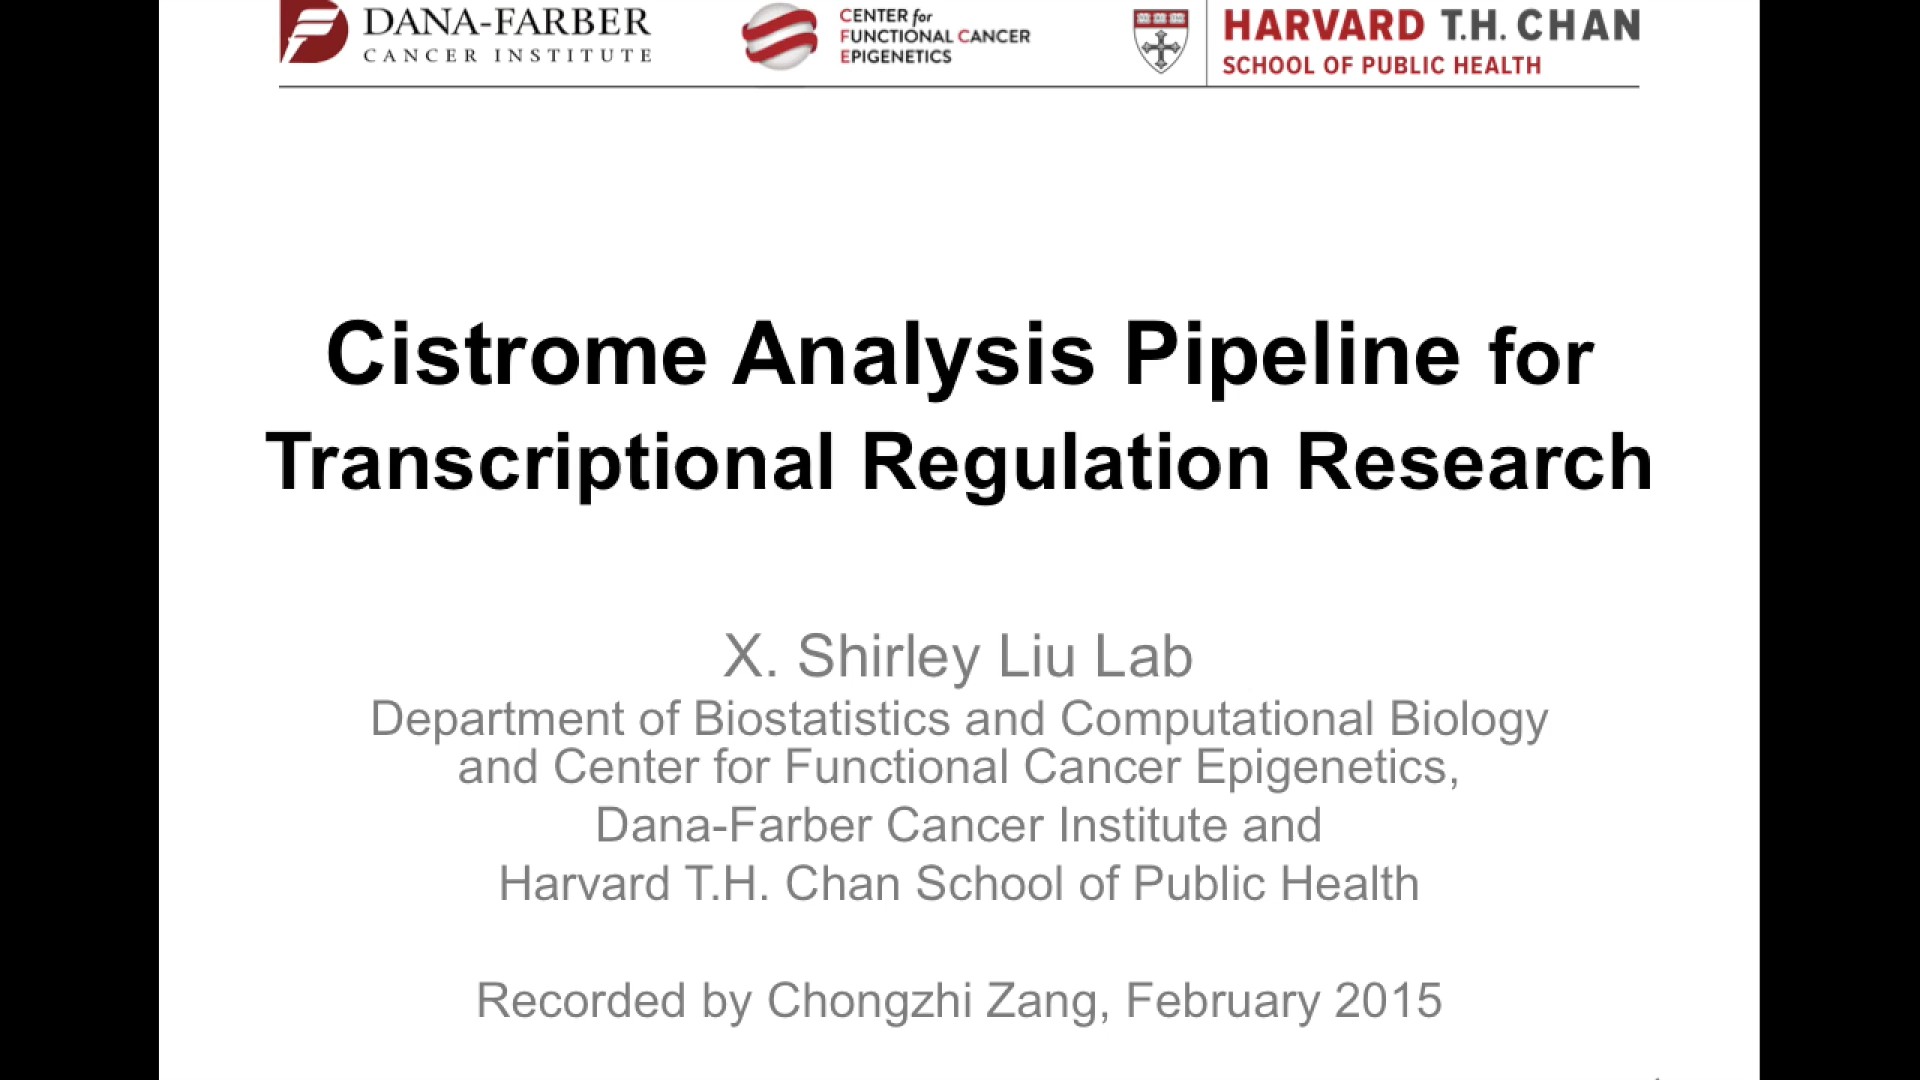 DANA-FARBER
CANCER INSTITUTE
CENTER for
FUNCTIONAL CANCER
EPIGENETICS
HARVARD T.H. CHAN
SCHOOL OF PUBLIC HEALTH
Cistrome Analysis Pipeline for
Transcriptional Regulation Research
X. Shirley Liu Lab
Department of Biostatistics and Computational Biology
and Center for Functional Cancer Epigenetics,
Dana-Farber Cancer Institute and
Harvard T.H. Chan School of Public Health
Recorded by Chongzhi Zang, February 2015